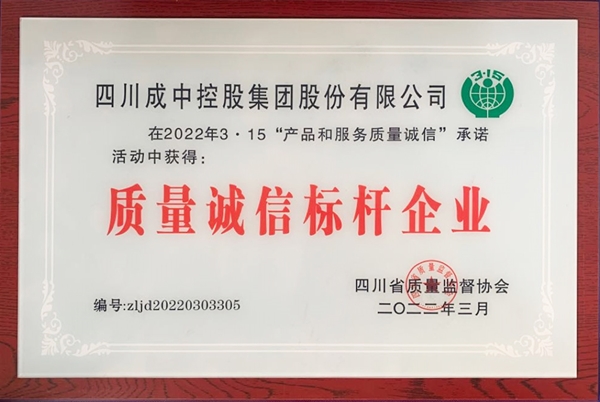 四川成中控股集团股份有限公司
3·15
在2022年3·15“产品和服务质量诚信”承诺
活动中获得：
质量诚信标杆企业
四川省质量监督协会
编号:zljd20220303305
二〇二二年三月